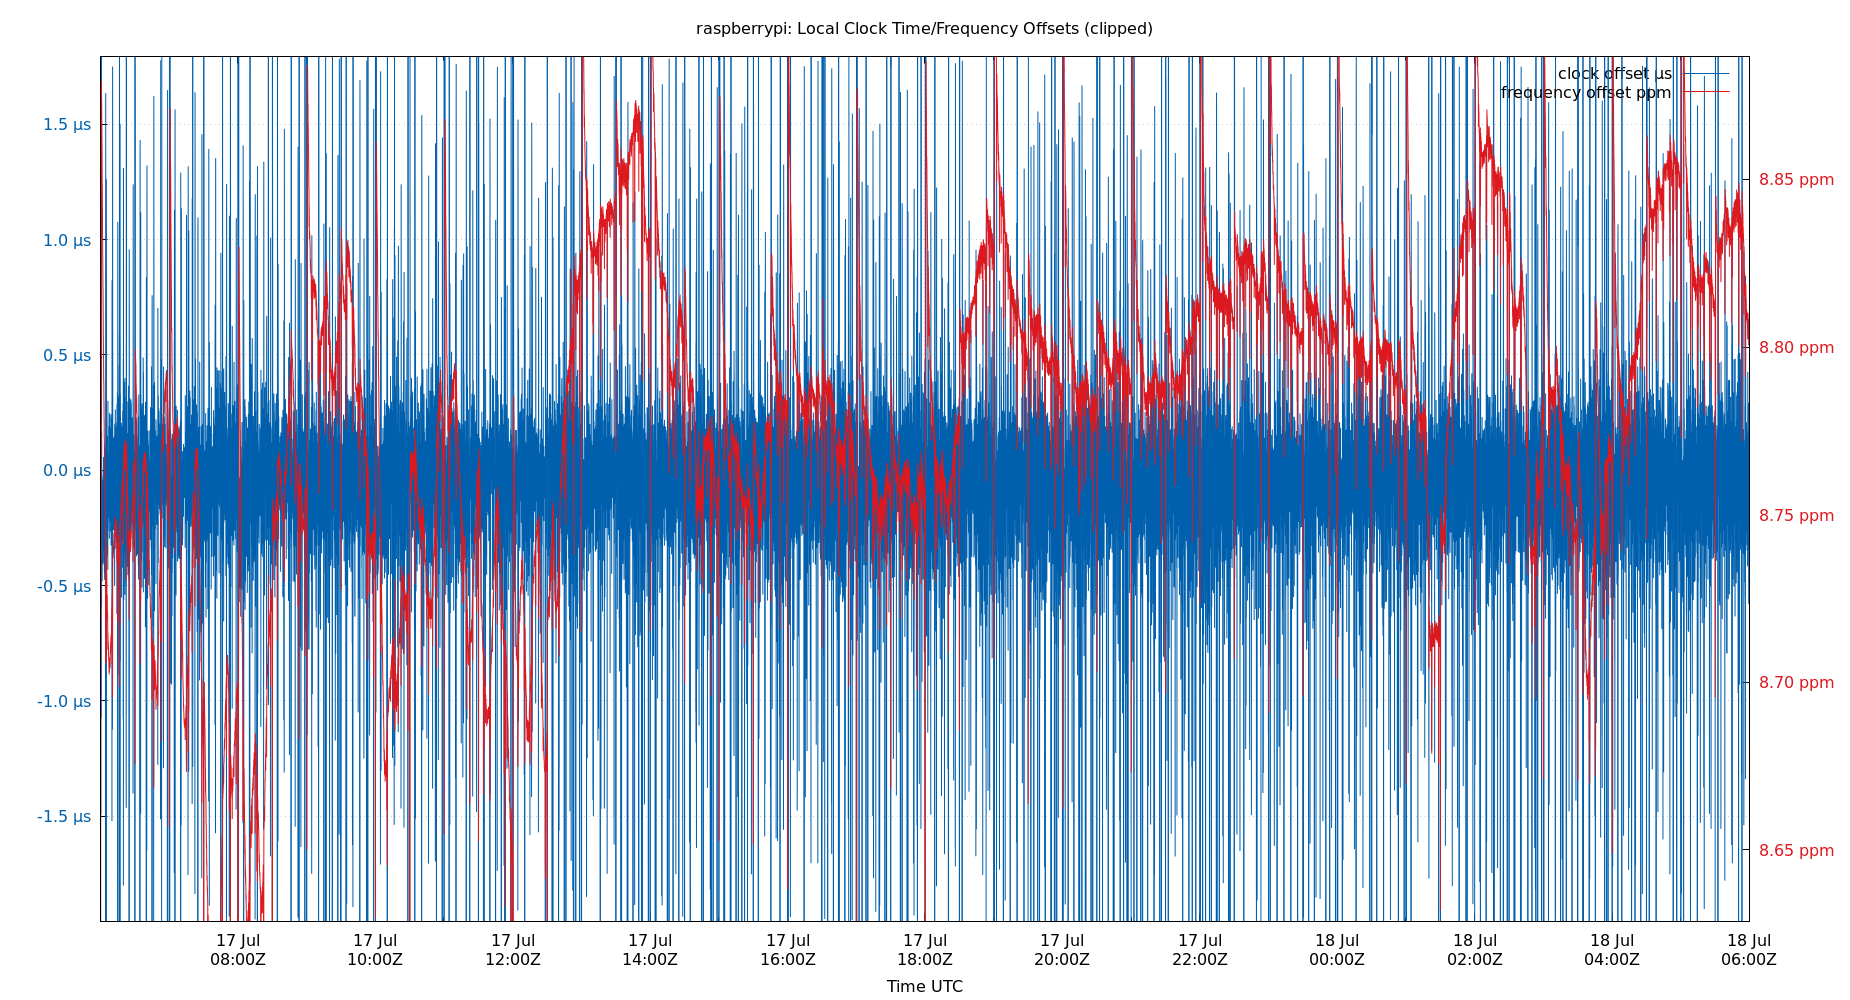 raspberrypi: Local Clock Time/Frequency Offsets (clipped)
clock offset µs
frequency offset ppm
1.5 µs
1.0 µs
0.5 µs
0.0 µs
-0.5 µs
-1.0 µs
-1.5 µs
8.85 ppm
8.80 ppm
8.75 ppm
8.70 ppm
8.65 ppm
17 Jul 17 Jul 17 Jul 17 Jul 17 Jul 17 Jul 17 Jul 17 Jul 18 Jul 18 Jul 18 Jul 18 Jul
08:00Z 10:00Z 12:00Z 14:00Z 16:00Z 18:00Z 20:00Z 22:00Z 00:00Z 02:00Z 04:00Z 06:00Z
Time UTC